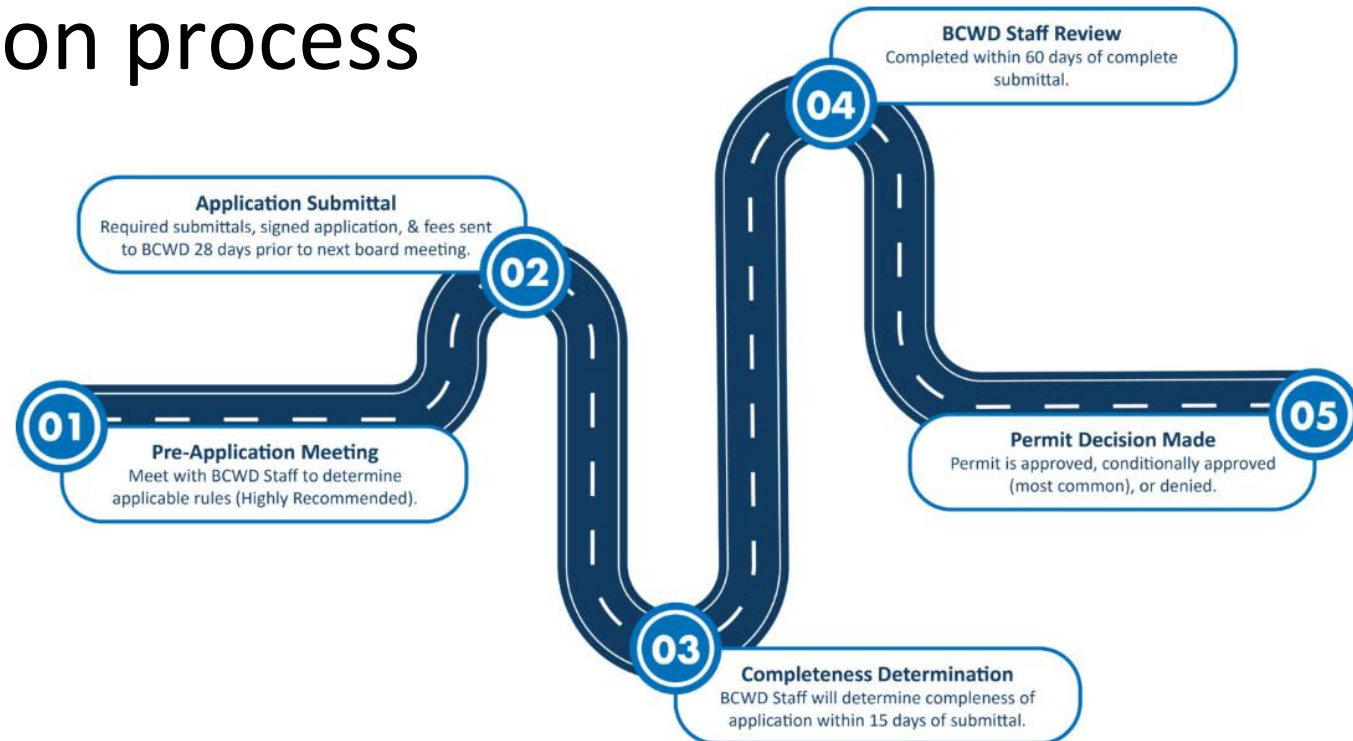 on process
01
Pre-Application Meeting
Meet with BCWD Staff to determine
applicable rules (Highly Recommended).
02
Application Submittal
Required submittals, signed application, & fees sent
to BCWD 28 days prior to next board meeting.
03
Completeness Determination
BCWD Staff will determine compleness of
application within 15 days of submittal.
04
BCWD Staff Review
Completed within 60 days of complete
submittal.
05
Permit Decision Made
Permit is approved, conditionally approved
(most common), or denied.